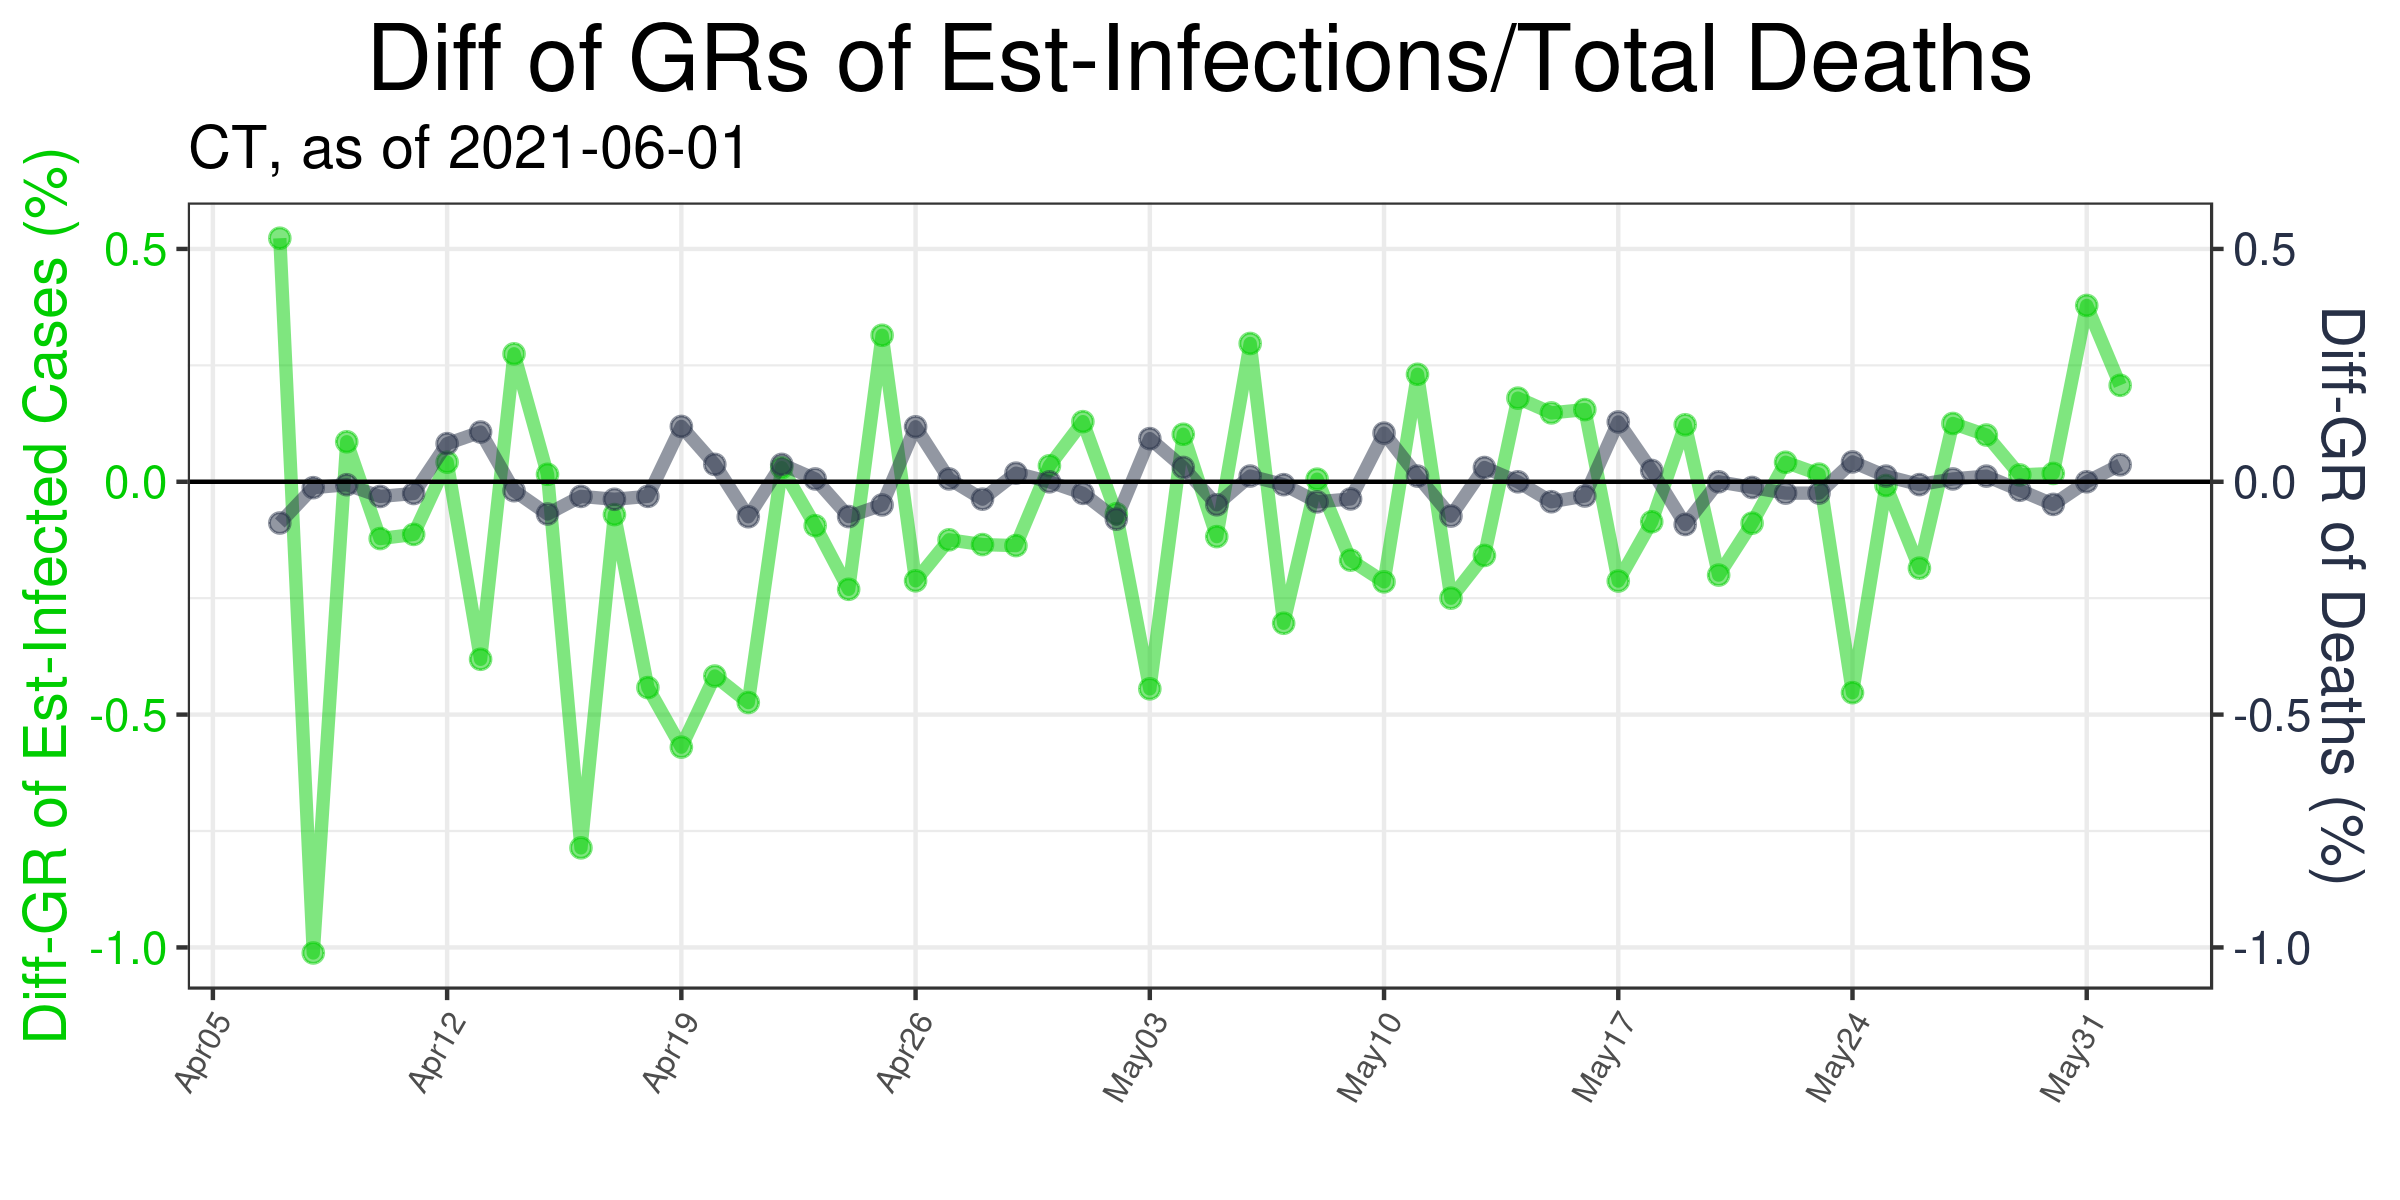 Diff of GRs of Est-Infections/Total Deaths
CT, as of 2021-06-01
Diff-GR of Est-Infected Cases (%)
0.5
0.0
-0.5
-1.0
0.5
0.0
-0.5
-1.0
Diff-GR of Deaths (%)
Apr05
Apr12
Apr19
Apr26
May03
May10
May17
May24
May31